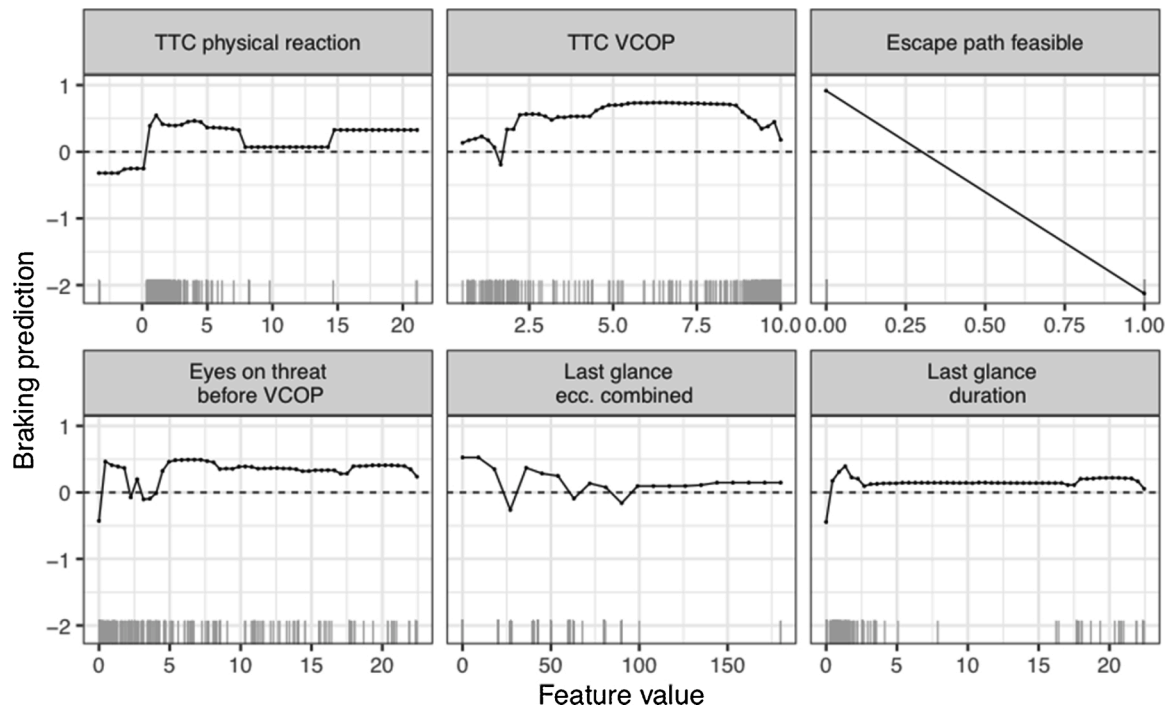 TTC physical reaction
TTC VCOP
Escape path feasible
1
0
−1
−2
0 5 10 15 20
2.5 5.0 7.5 10.0
0.00 0.25 0.50 0.75 1.00
Braking prediction
Eyes on threat
before VCOP
Last glance
ecc. combined
Last glance
duration
1
0
−1
−2
0 5 10 15 20
0 50 100 150
0 5 10 15 20
Feature value